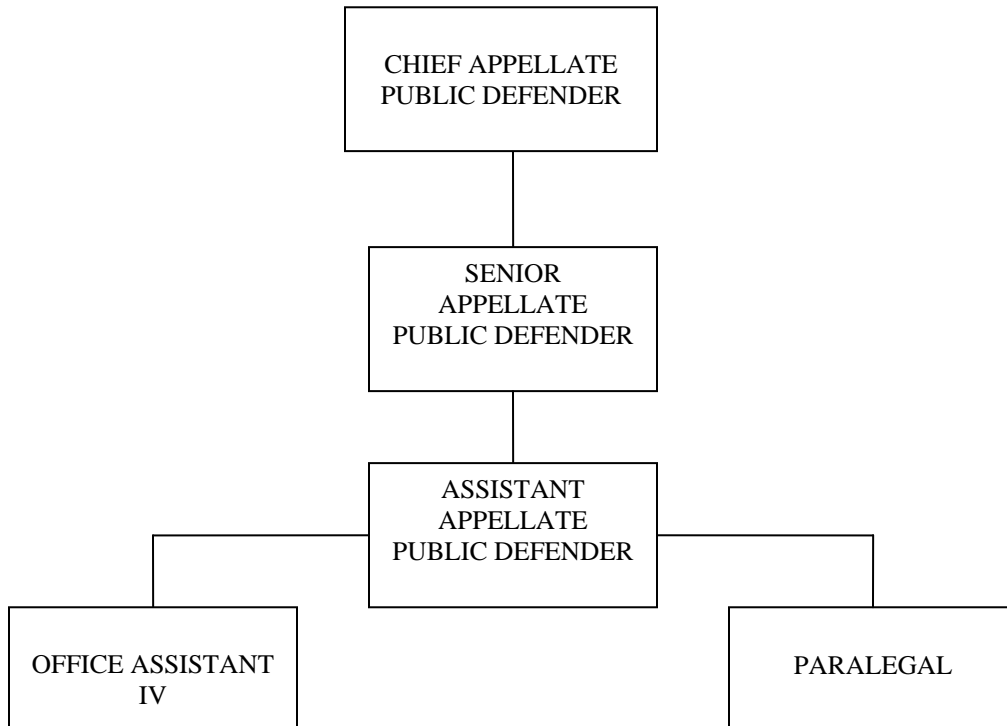 CHIEF APPELLATE
PUBLIC DEFENDER
SENIOR
APPELLATE
PUBLIC DEFENDER
ASSISTANT
APPELLATE
PUBLIC DEFENDER
OFFICE ASSISTANT
IV
PARALEGAL